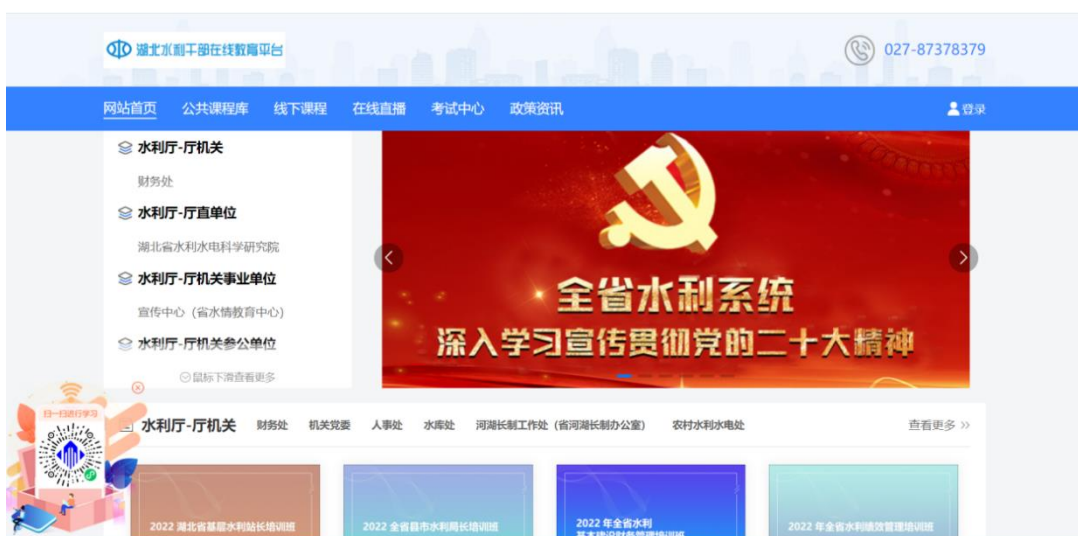 湖北水利干部在线教育平台
027-87378379
网站首页 公共课程库 线下课程 在线直播 考试中心 政策资讯 登录
水利厅-厅机关
财务处
水利厅-厅直单位
湖北省水利水电科学研究院
水利厅-厅机关事业单位
宣传中心（省水情教育中心）
水利厅-厅机关参公单位
鼠标下滑查看更多
全省水利系统
深入学习宣传贯彻党的二十大精神
扫一扫进行学习
水利厅-厅机关 财务处 机关党委 人事处 水库处 河湖长制工作处（省河湖长制办公室） 农村水利水电处 查看更多 >>
2022 湖北省基层水利站长培训班
2022 全省县市水利局长培训班
2022 年全省水利
基本建设财务管理培训班
2022 年全省水利绩效管理培训班